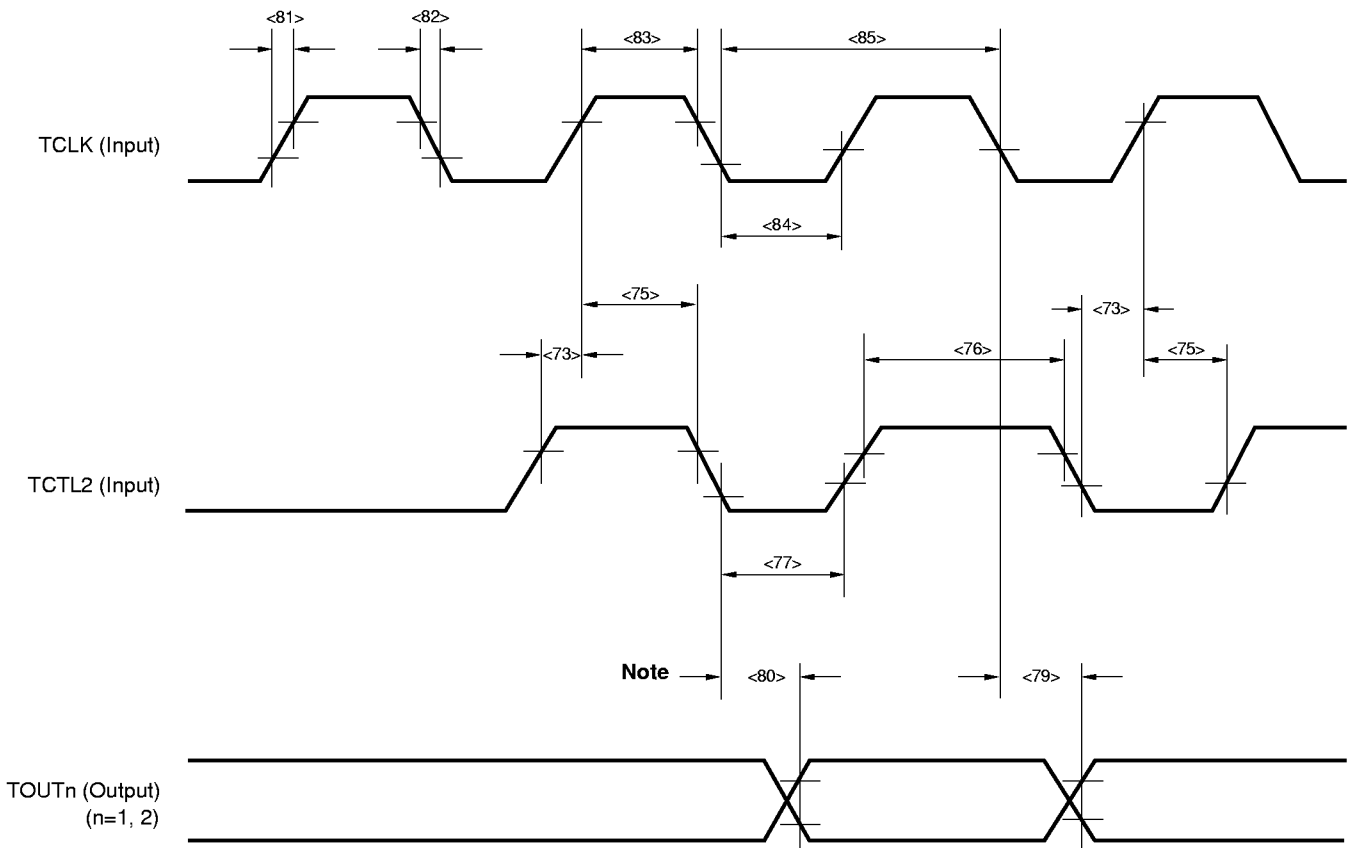 <81>
<82>
<83>
<85>
TCLK (Input)
<84>
<75>
<73>
<73>
<76>
<75>
TCTL2 (Input)
<77>
Note
<80>
<79>
TOUTn (Output)
(n=1, 2)